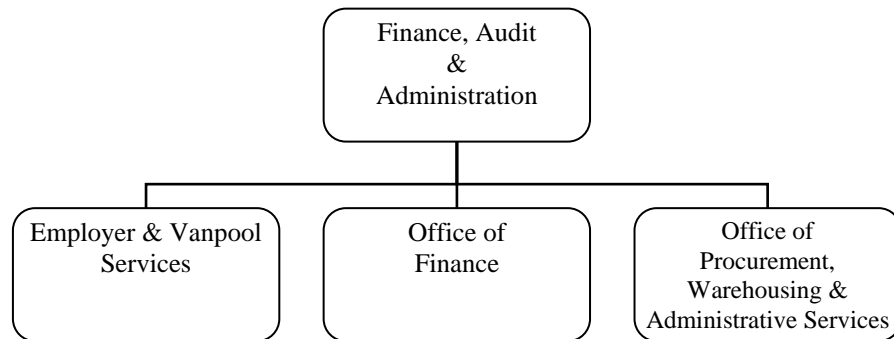 Finance, Audit
&
Administration
Employer & Vanpool
Services
Office of
Finance
Office of
Procurement,
Warehousing &
Administrative Services